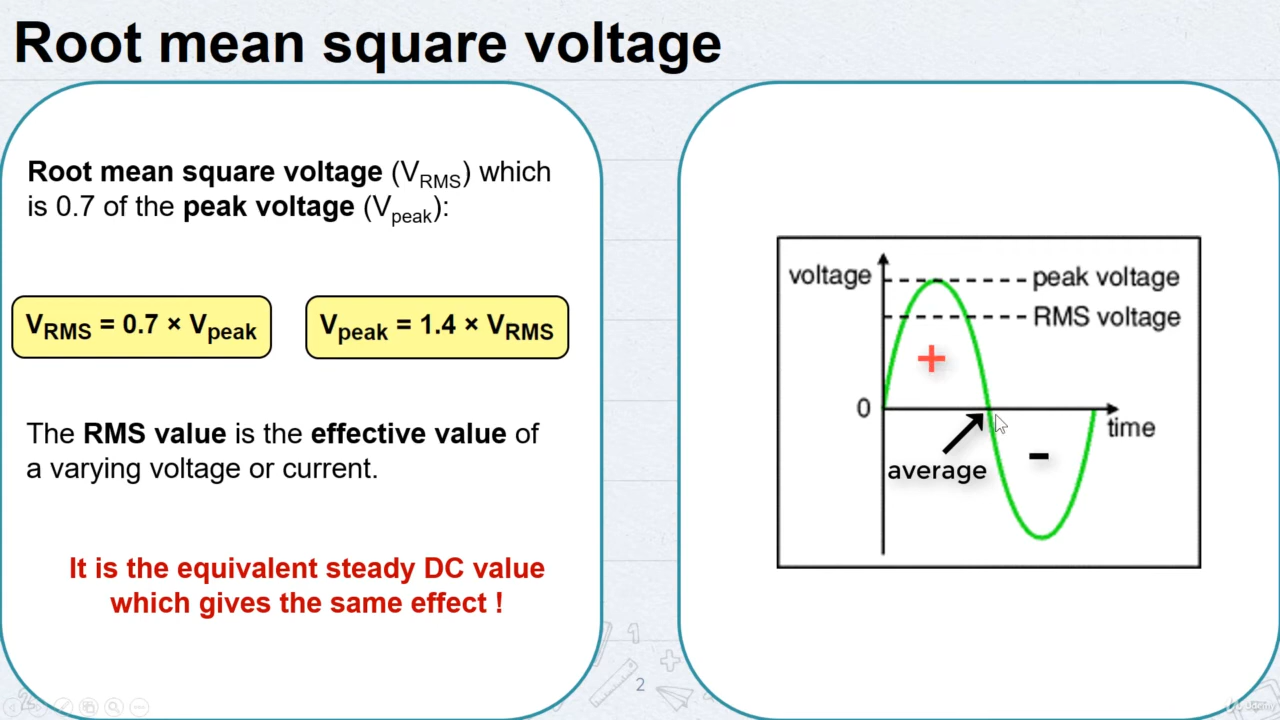 Root mean square voltage
Root mean square voltage (VRMS) which
is 0.7 of the peak voltage (Vpeak):
VRMS = 0.7 × Vpeak
Vpeak = 1.4 × VRMS
The RMS value is the effective value of
a varying voltage or current.
It is the equivalent steady DC value
which gives the same effect !
voltage
peak voltage
RMS voltage
+
0
time
average
-
1
2
Udemy